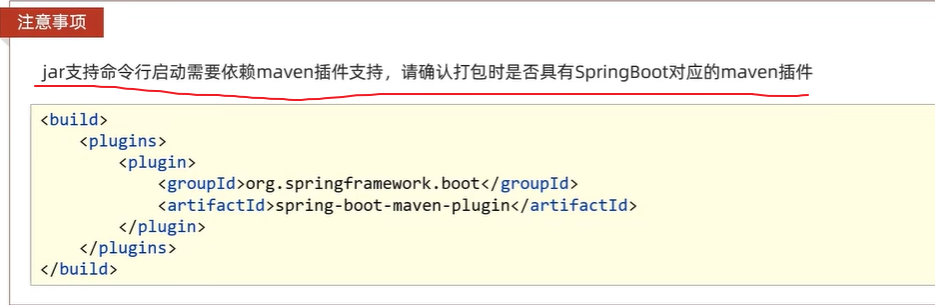 注意事项
jar支持命令行启动需要依赖maven插件支持，请确认打包时是否具有SpringBoot对应的maven插件
<build>
    <plugins>
        <plugin>
            <groupId>org.springframework.boot</groupId>
            <artifactId>spring-boot-maven-plugin</artifactId>
        </plugin>
    </plugins>
</build>